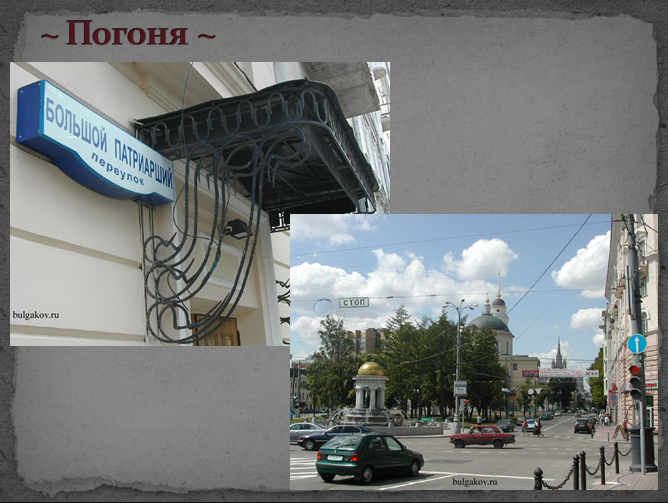 ~ Погоня ~
БОЛЬШОЙ ПАТРИАРШИЙ
переулок
bulgakov.ru
СТОП
bulgakov.ru